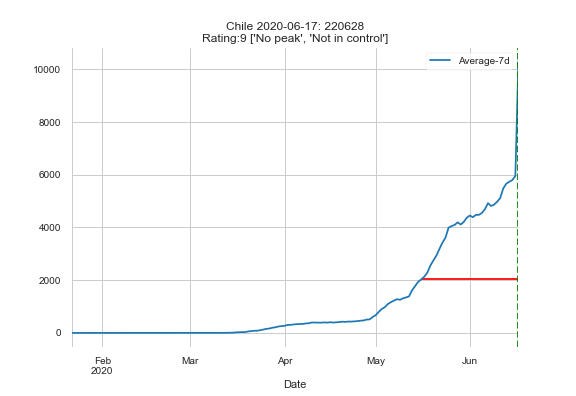 Chile 2020-06-17: 220628
Rating:9 ['No peak', 'Not in control']
Average-7d
10000
8000
6000
4000
2000
0
Feb Mar Apr May Jun
2020
Date